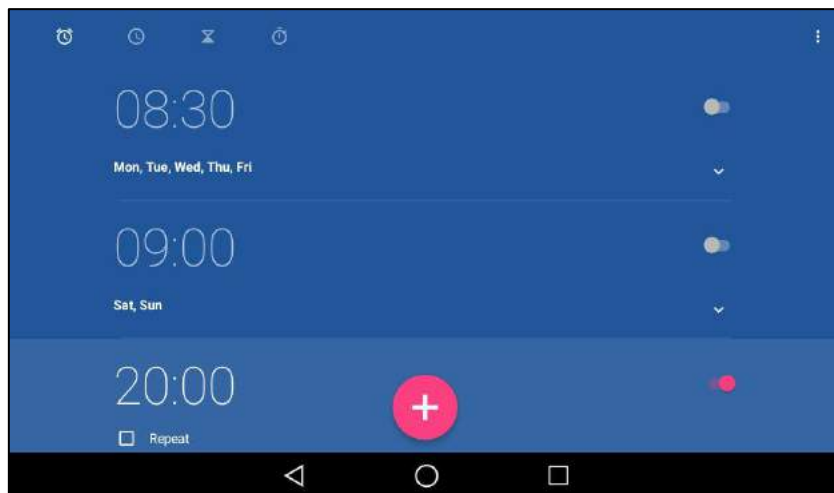 08:30
Mon, Tue, Wed, Thu, Fri
09:00
Sat, Sun
20:00
Repeat